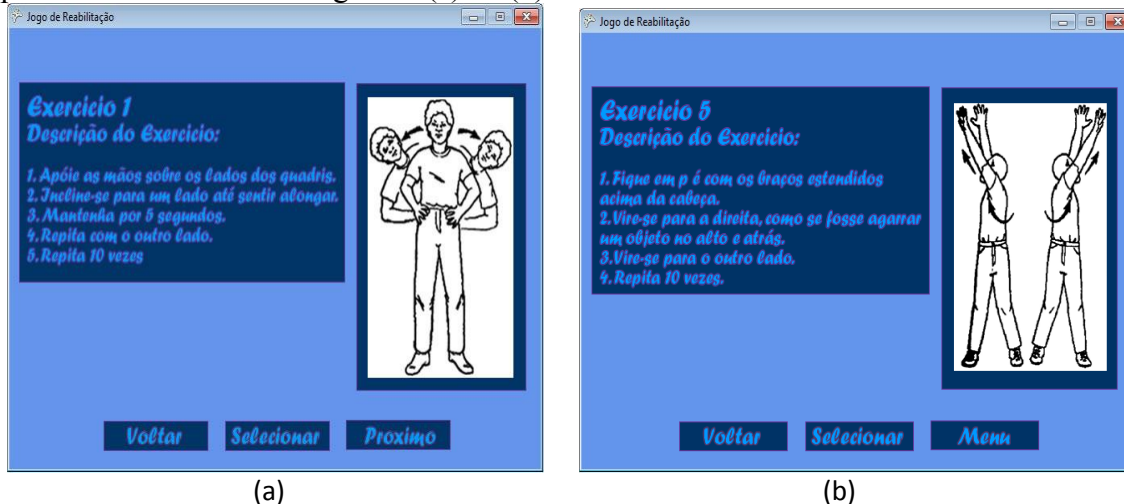 Jogo de Reabilitação
Exercicio 1
Descrição do Exercicio:
1. Apóie as mãos sobre os lados dos quadris.
2. Incline-se para um lado até sentir alongar.
3. Mantenha por 5 segundos.
4. Repita com o outro lado.
5. Repita 10 vezes
Voltar
Selecionar
Proximo
(a)
Jogo de Reabilitação
Exercicio 5
Descrição do Exercicio:
1. Fique em p é com os braços estendidos
acima da cabeça.
2. Vire-se para a direita, como se fosse agarrar
um objeto no alto e atrás.
3.Vire-se para o outro lado.
4. Repita 10 vezes.
Voltar
Selecionar
Menu
(b)